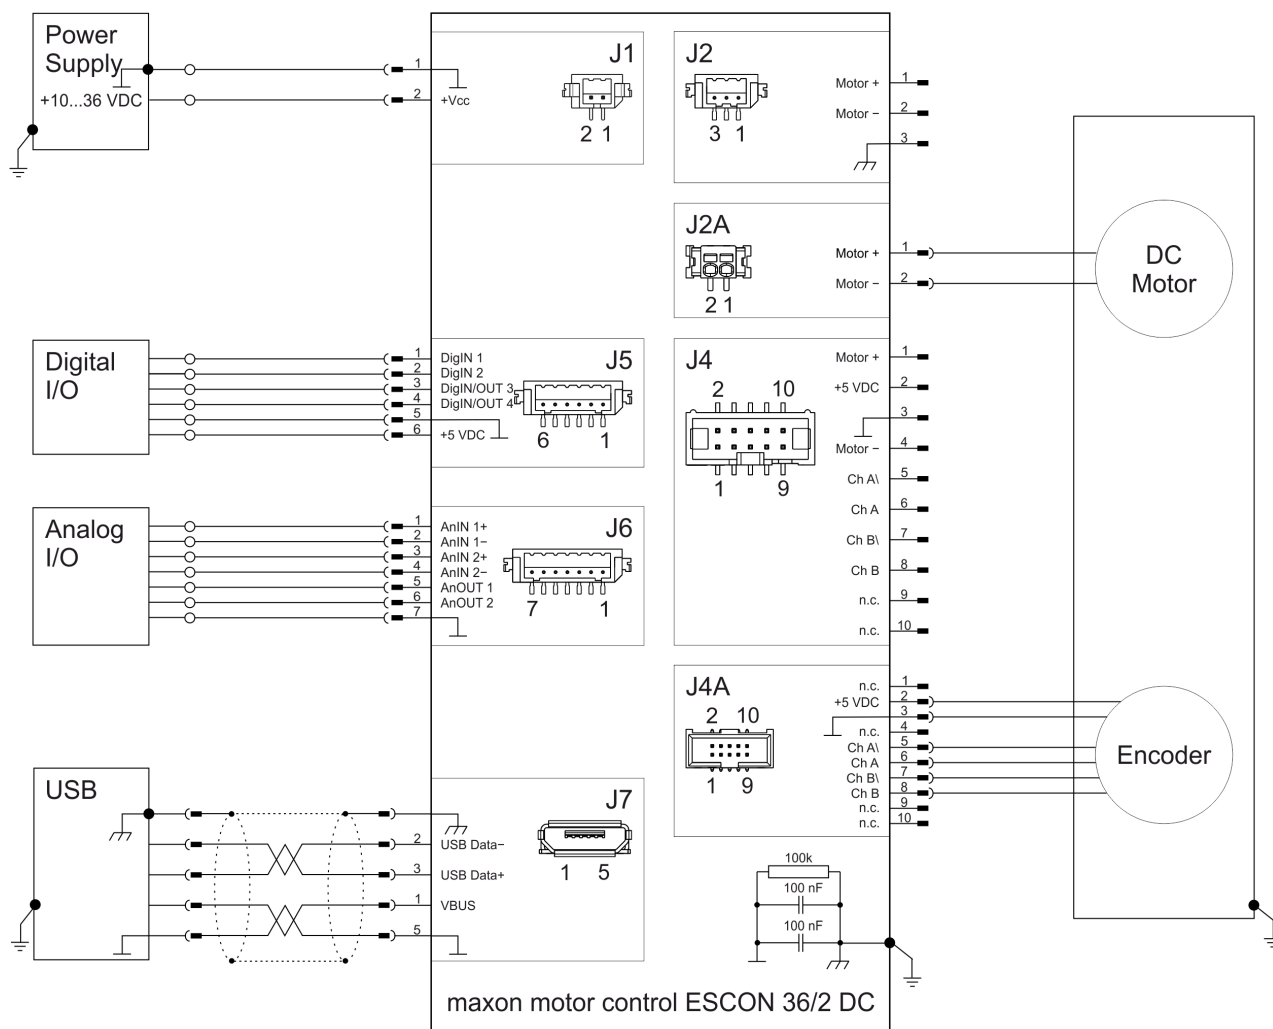 Power
Supply
+10...36 VDC
1
2
+Vcc
J1
2 1
J2
3 1
Motor +
1
Motor −
2
3
J2A
2 1
Motor +
1
Motor −
2
DC
Motor
Digital
I/O
1
DigIN 1
2
DigIN 2
3
DigIN/OUT 3
4
DigIN/OUT 4
5
6
+5 VDC
J5
6 1
J4
2 10
1 9
Motor +
1
+5 VDC
2
3
Motor −
4
Ch A\
5
Ch A
6
Ch B\
7
Ch B
8
n.c.
9
n.c.
10
Analog
I/O
1
AnIN 1+
2
AnIN 1−
3
AnIN 2+
4
AnIN 2−
5
AnOUT 1
6
AnOUT 2
7
J6
7 1
J4A
2 10
1 9
n.c.
1
+5 VDC
2
3
n.c.
4
Ch A\
5
Ch A
6
Ch B\
7
Ch B
8
n.c.
9
n.c.
10
Encoder
USB
2
USB Data−
3
USB Data+
1
VBUS
5
J7
1 5
100k
100 nF
100 nF
maxon motor control ESCON 36/2 DC